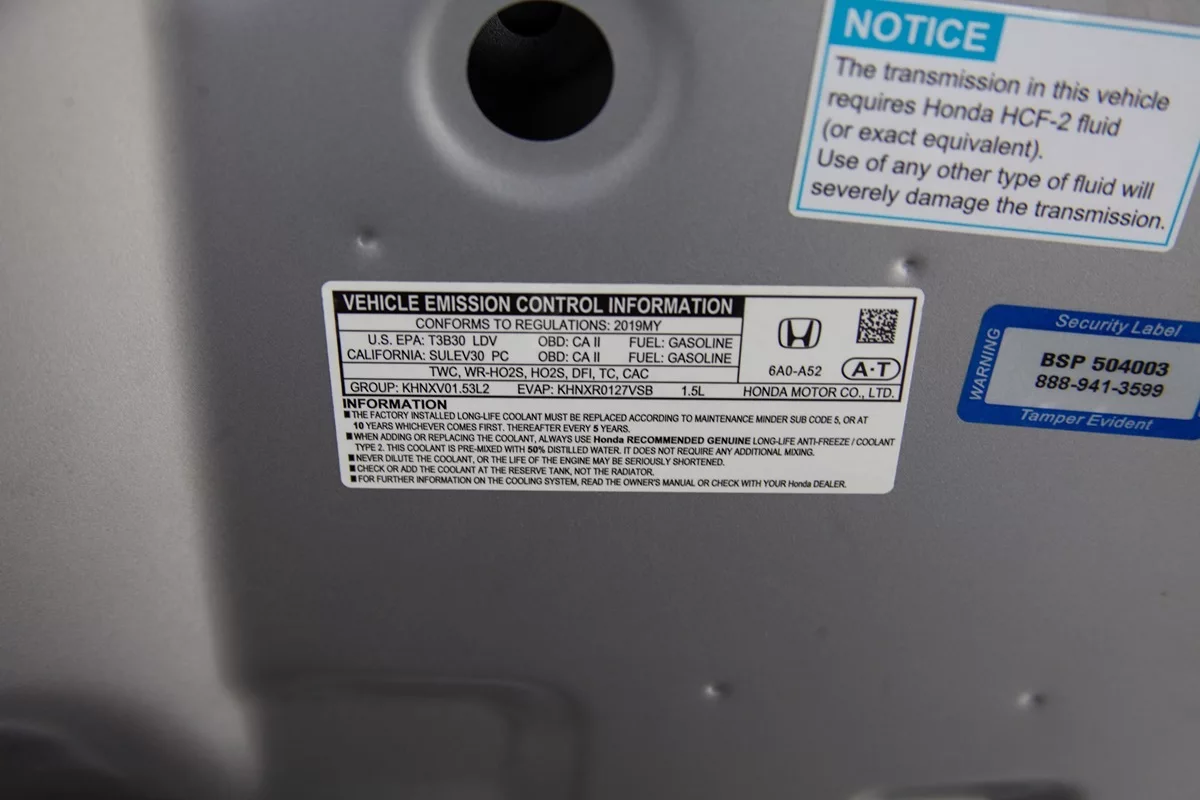 NOTICE
The transmission in this vehicle
requires Honda HCF-2 fluid
(or exact equivalent).
Use of any other type of fluid will
severely damage the transmission.
VEHICLE EMISSION CONTROL INFORMATION
CONFORMS TO REGULATIONS: 2019MY
U.S. EPA: T3B30 LDV OBD: CA II FUEL: GASOLINE
CALIFORNIA: SULEV30 PC OBD: CA II FUEL: GASOLINE
TWC, WR-HO2S, HO2S, DFI, TC, CAC
6A0-A52 A·T
GROUP: KHNXV01.53L2 EVAP: KHNXR0127VSB 1.5L HONDA MOTOR CO., LTD.
INFORMATION
■THE FACTORY INSTALLED LONG-LIFE COOLANT MUST BE REPLACED ACCORDING TO MAINTENANCE MINDER SUB CODE 5, OR AT
10 YEARS WHICHEVER COMES FIRST. THEREAFTER EVERY 5 YEARS.
■WHEN ADDING OR REPLACING THE COOLANT, ALWAYS USE Honda RECOMMENDED GENUINE LONG-LIFE ANTI-FREEZE / COOLANT
TYPE 2. THIS COOLANT IS PRE-MIXED WITH 50% DISTILLED WATER. IT DOES NOT REQUIRE ANY ADDITIONAL MIXING.
■NEVER DILUTE THE COOLANT, OR THE LIFE OF THE ENGINE MAY BE SERIOUSLY SHORTENED.
■CHECK OR ADD THE COOLANT AT THE RESERVE TANK, NOT THE RADIATOR.
■FOR FURTHER INFORMATION ON THE COOLING SYSTEM, READ THE OWNER'S MANUAL OR CHECK WITH YOUR Honda DEALER.
WARNING
Security Label
BSP 504003
888-941-3599
Tamper Evident